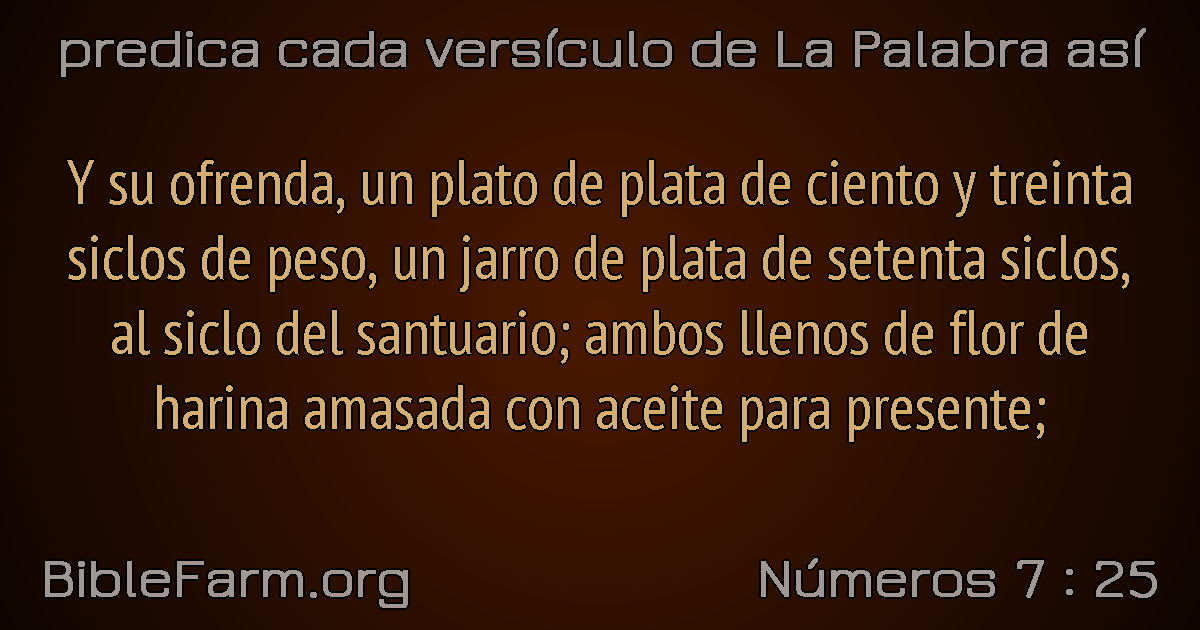 predica cada versículo de La Palabra así
Y su ofrenda, un plato de plata de ciento y treinta
siclos de peso, un jarro de plata de setenta siclos,
al siclo del santuario; ambos llenos de flor de
harina amasada con aceite para presente;
BibleFarm.org
Números 7 : 25